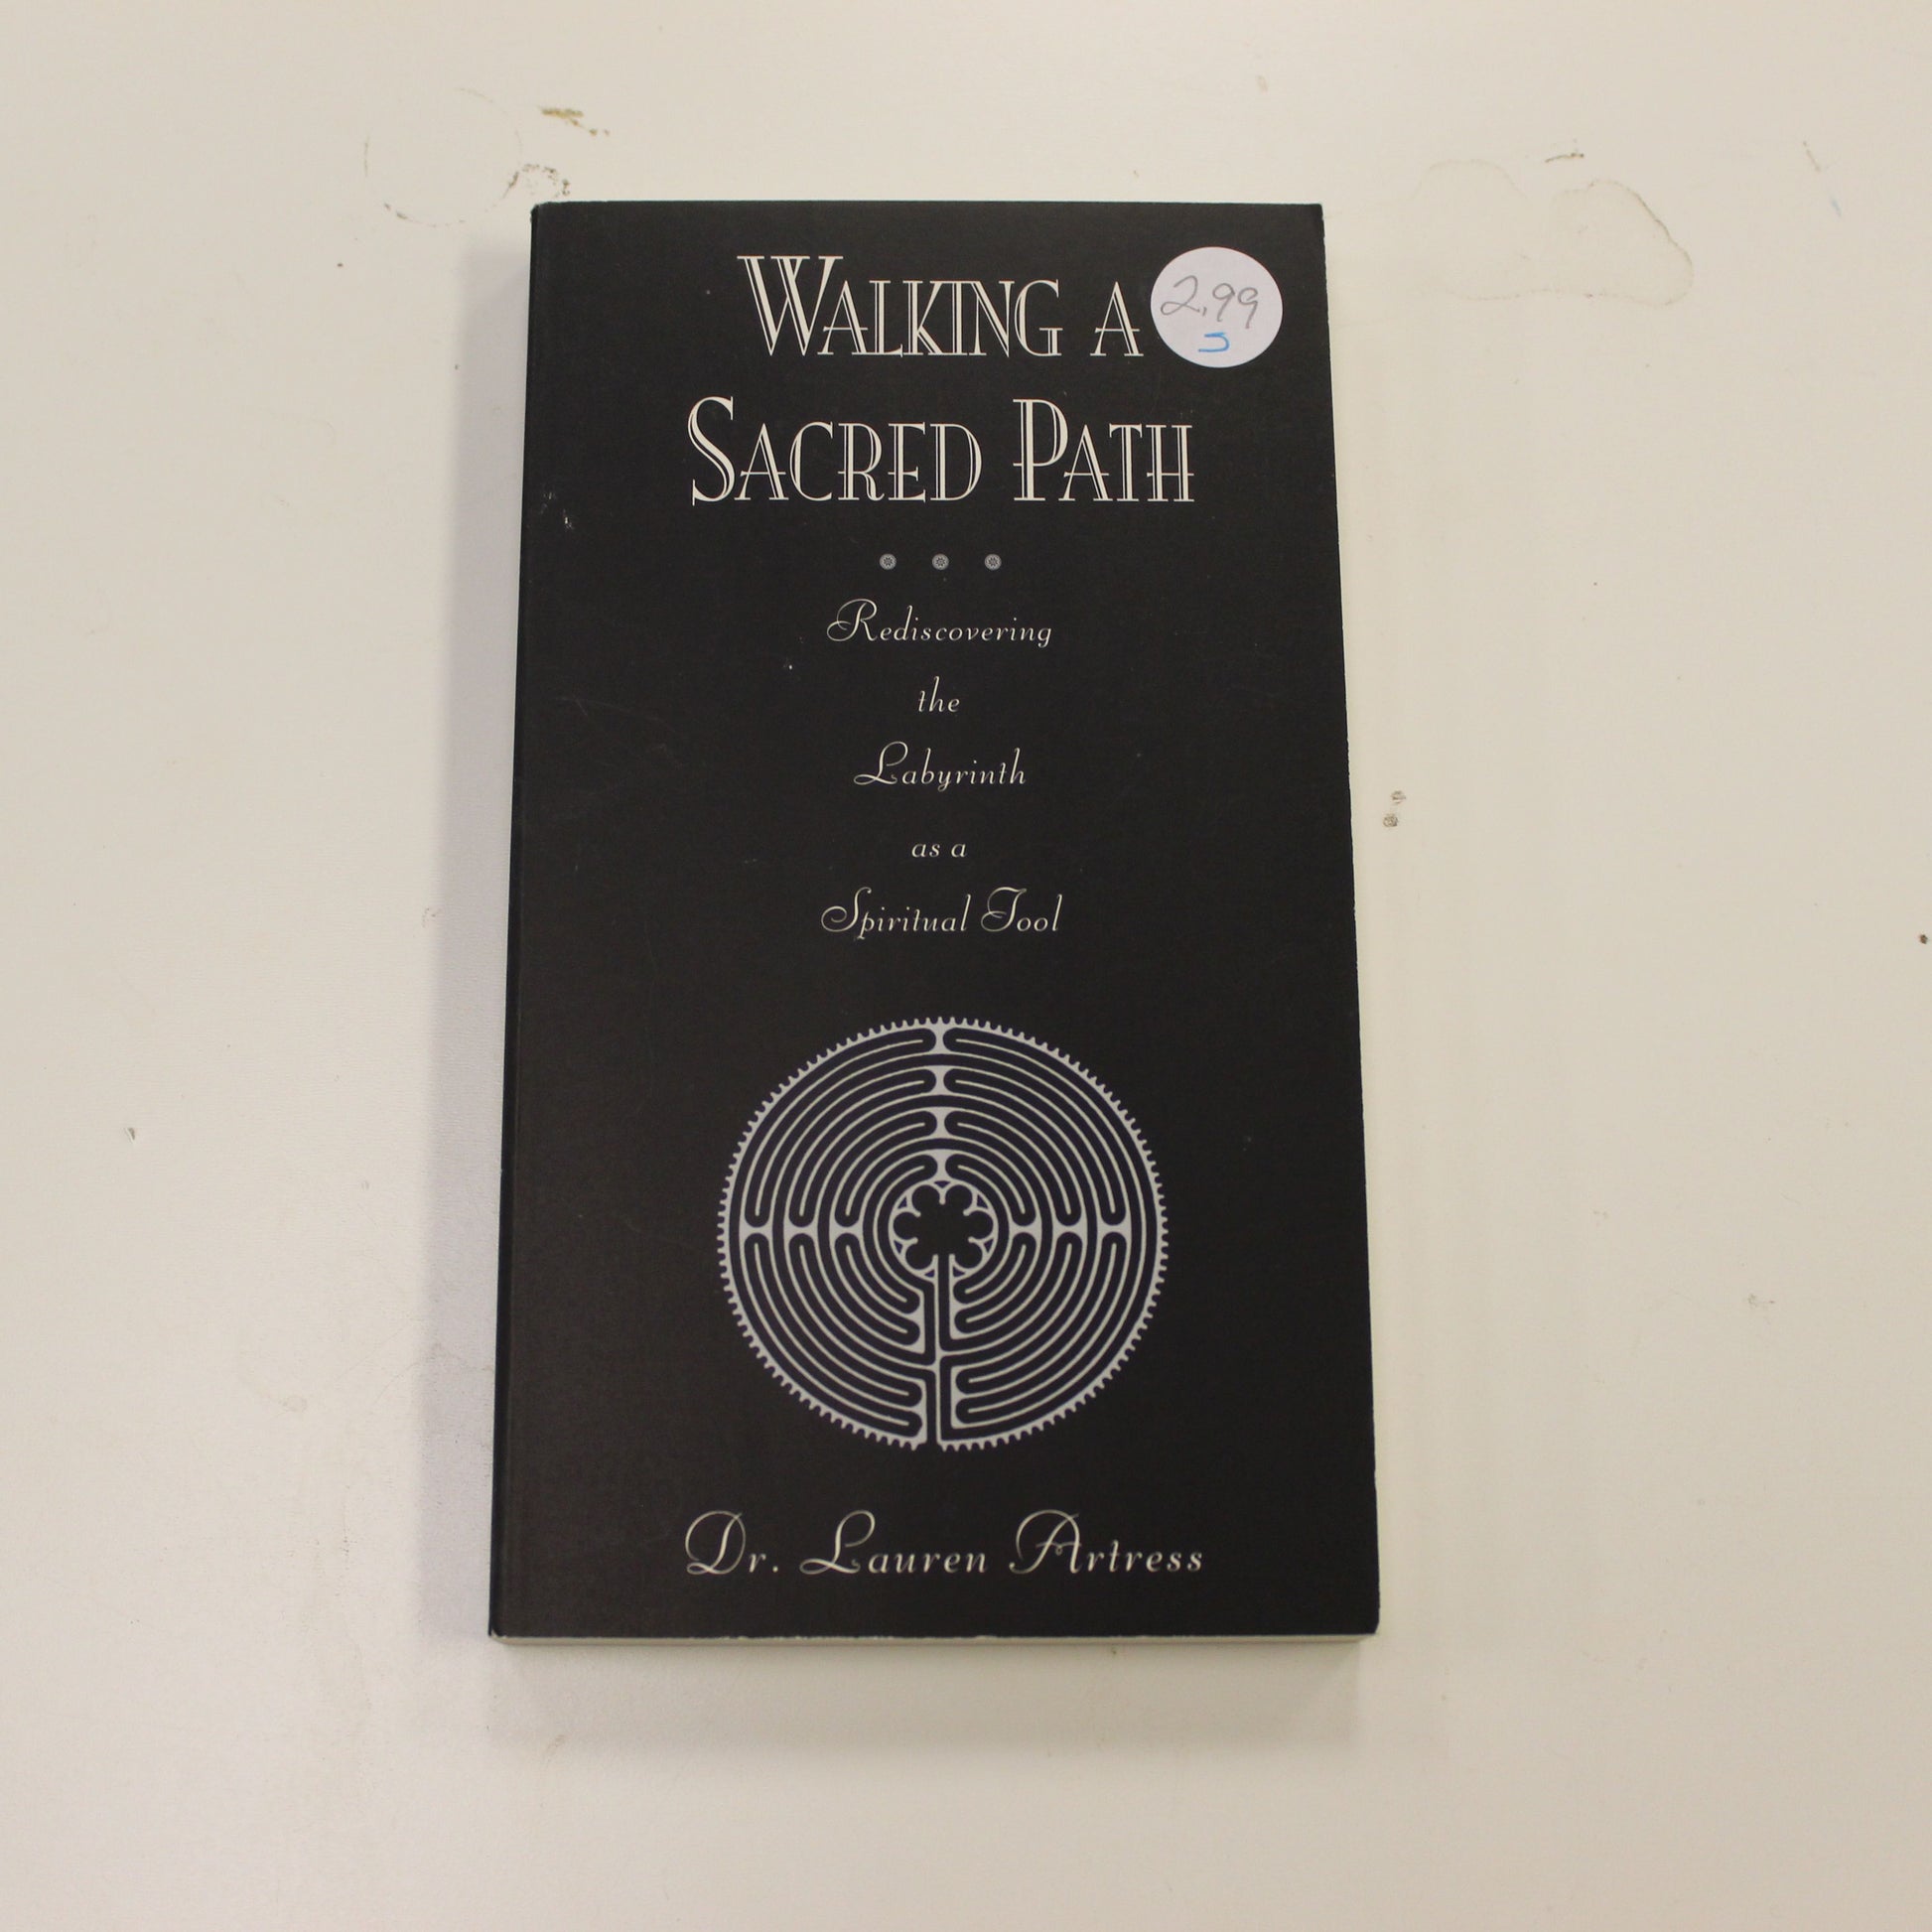 WALKING A
2.99
SACRED PATH
Rediscovering
the
Labyrinth
as a
Spiritual Tool
Dr. Lauren Artress